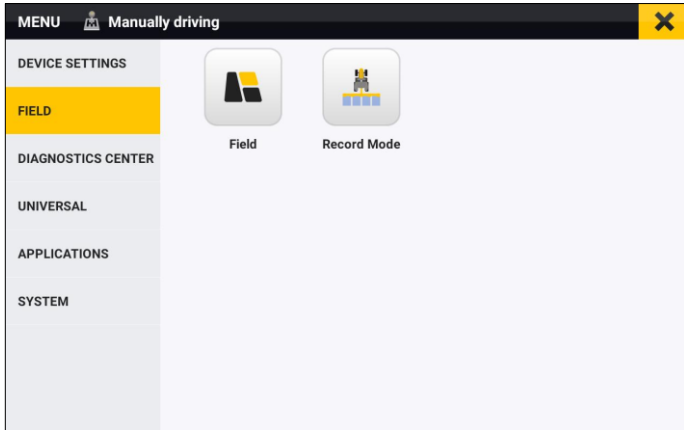 MENU Manually driving
DEVICE SETTINGS
FIELD
DIAGNOSTICS CENTER
UNIVERSAL
APPLICATIONS
SYSTEM
Field
Record Mode